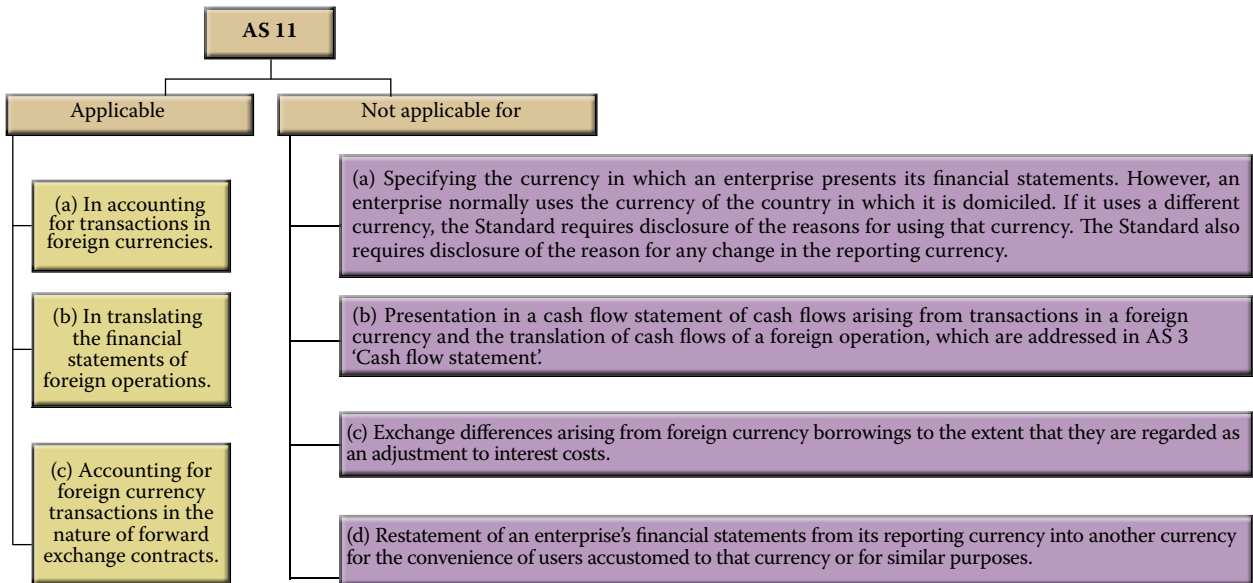 AS 11
Applicable
Not applicable for
(a) In accounting
for transactions in
foreign currencies.
(b) In translating
the financial
statements of
foreign operations.
(c) Accounting for
foreign currency
transactions in the
nature of forward
exchange contracts.
(a) Specifying the currency in which an enterprise presents its financial statements. However, an
enterprise normally uses the currency of the country in which it is domiciled. If it uses a different
currency, the Standard requires disclosure of the reasons for using that currency. The Standard also
requires disclosure of the reason for any change in the reporting currency.
(b) Presentation in a cash flow statement of cash flows arising from transactions in a foreign
currency and the translation of cash flows of a foreign operation, which are addressed in AS 3
‘Cash flow statement’.
(c) Exchange differences arising from foreign currency borrowings to the extent that they are regarded as
an adjustment to interest costs.
(d) Restatement of an enterprise’s financial statements from its reporting currency into another currency
for the convenience of users accustomed to that currency or for similar purposes.